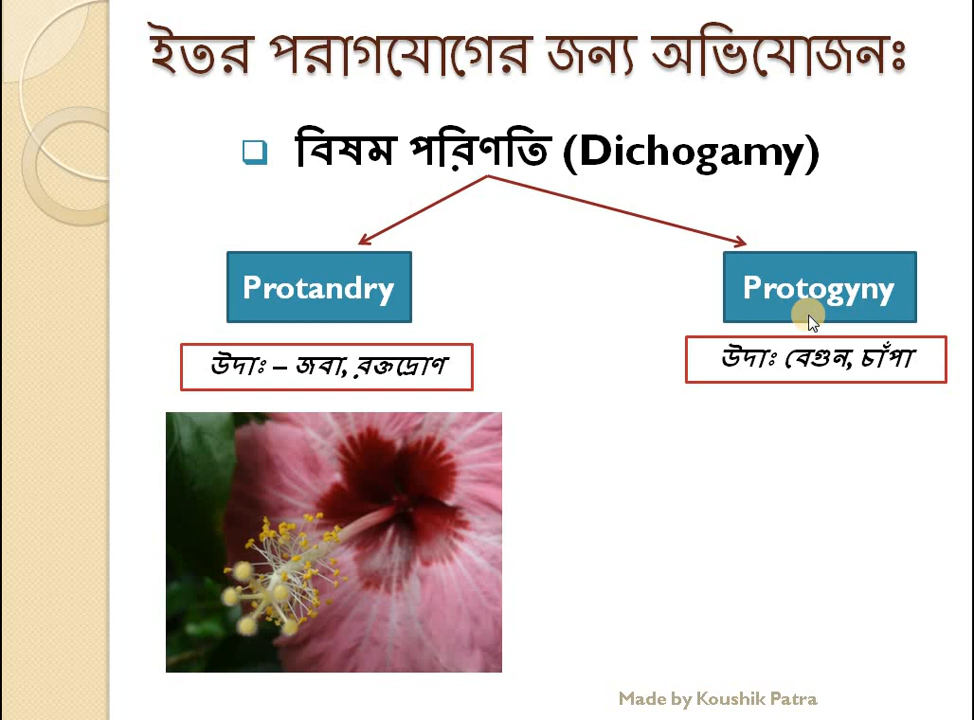 ইতর পরাগযোগের জন্য অভিযোজনঃ
বিষম পরিণতি (Dichogamy)
Protandry
Protogyny
উদাঃ – জবা, রক্তদ্রোণ
উদাঃ বেগুন, চাঁপা
Made by Koushik Patra